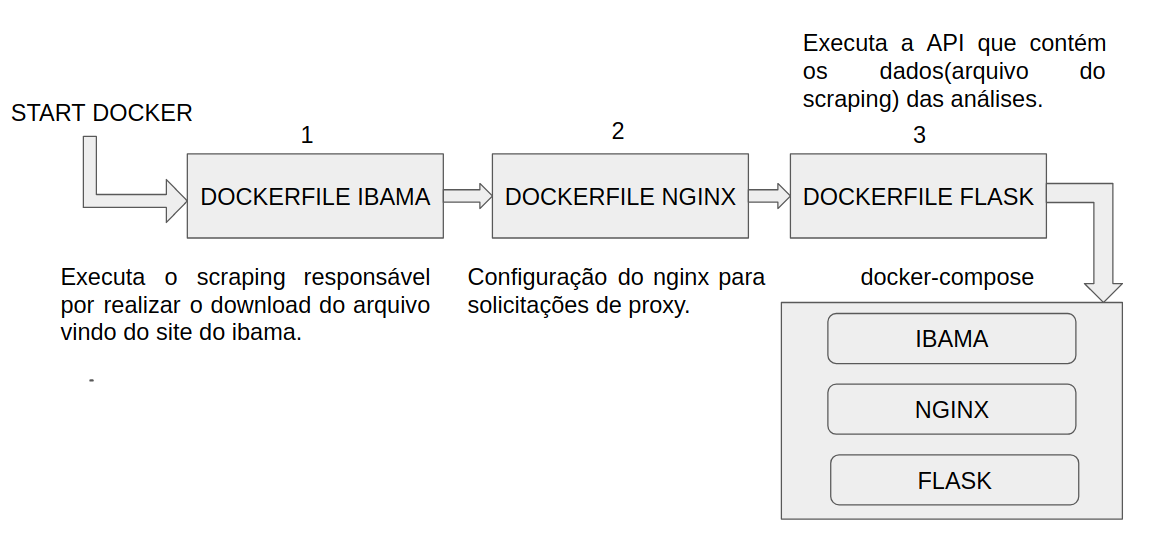 START DOCKER
1
DOCKERFILE IBAMA
Executa o scraping responsável
por realizar o download do arquivo
vindo do site do ibama.
-
2
DOCKERFILE NGINX
Configuração do nginx para
solicitações de proxy.
Executa a API que contém
os dados(arquivo do
scraping) das análises.
3
DOCKERFILE FLASK
docker-compose
IBAMA
NGINX
FLASK